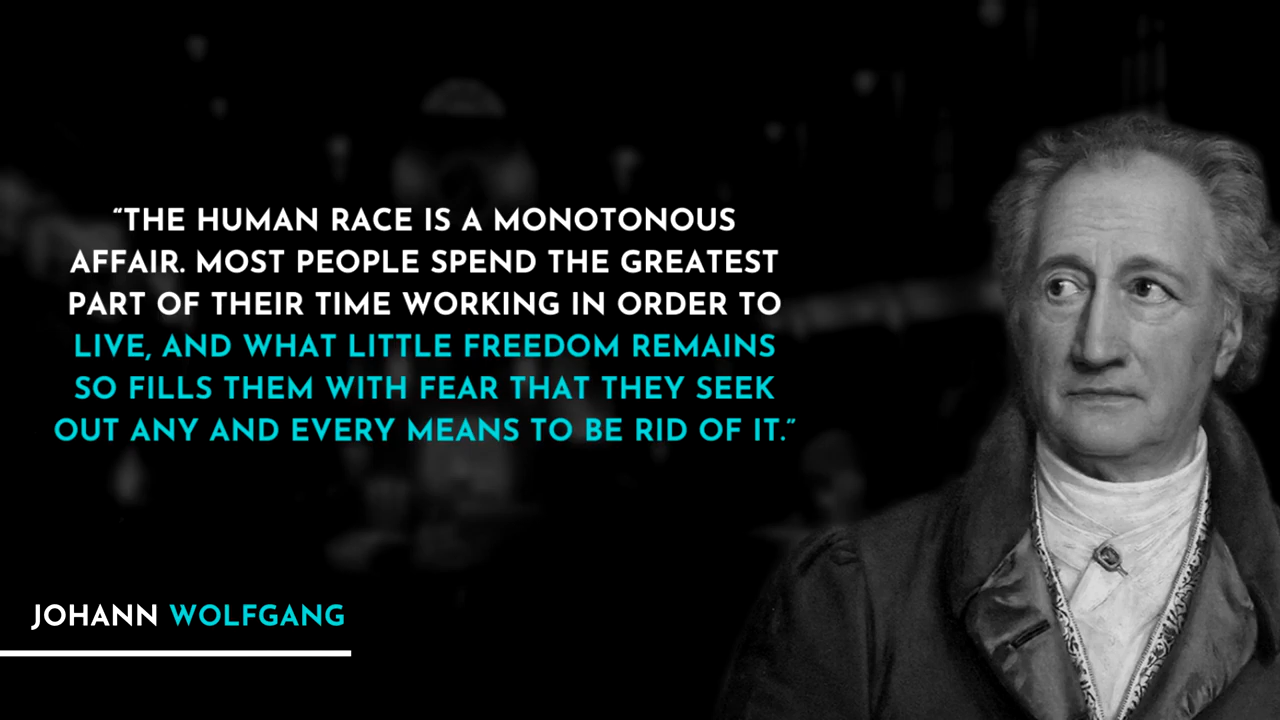 “THE HUMAN RACE IS A MONOTONOUS
AFFAIR. MOST PEOPLE SPEND THE GREATEST
PART OF THEIR TIME WORKING IN ORDER TO
LIVE, AND WHAT LITTLE FREEDOM REMAINS
SO FILLS THEM WITH FEAR THAT THEY SEEK
OUT ANY AND EVERY MEANS TO BE RID OF IT.”
JOHANN WOLFGANG